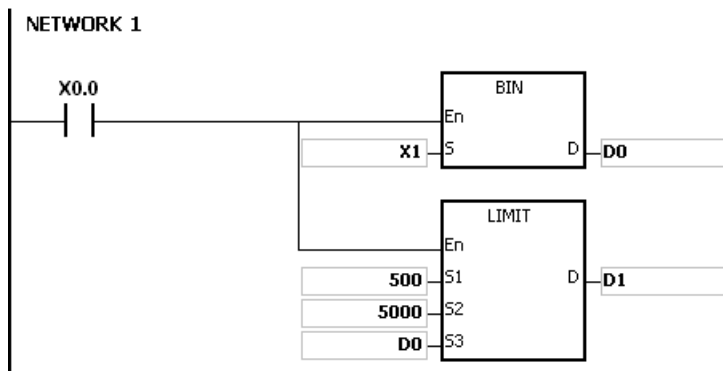 NETWORK 1
X0.0
BIN
En
X1 S D D0
LIMIT
En
500 S1 D D1
5000 S2
D0 S3